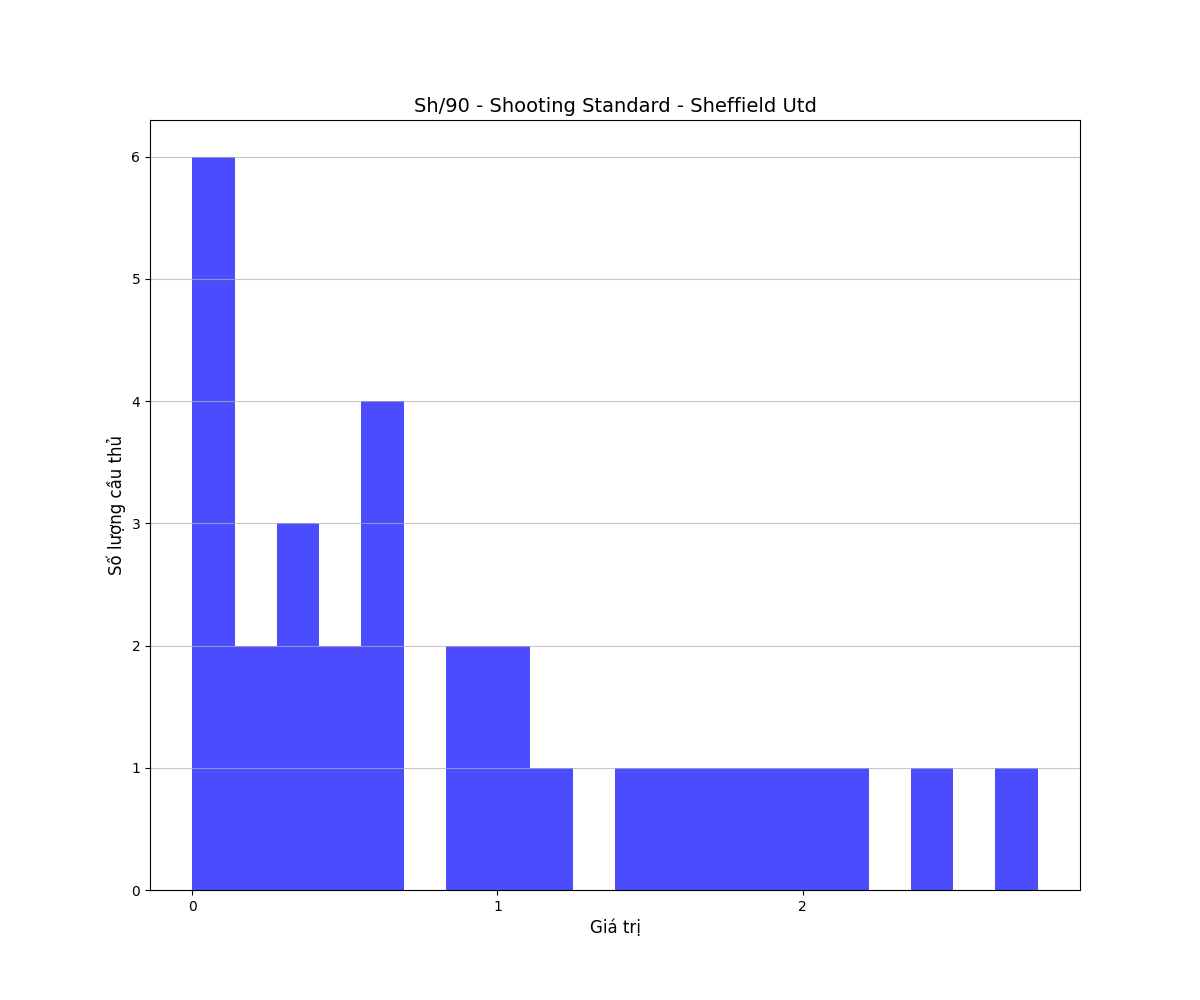 Sh/90 - Shooting Standard - Sheffield Utd
6
5
4
3
2
1
0
Số lượng cầu thủ
0 1 2
Giá trị